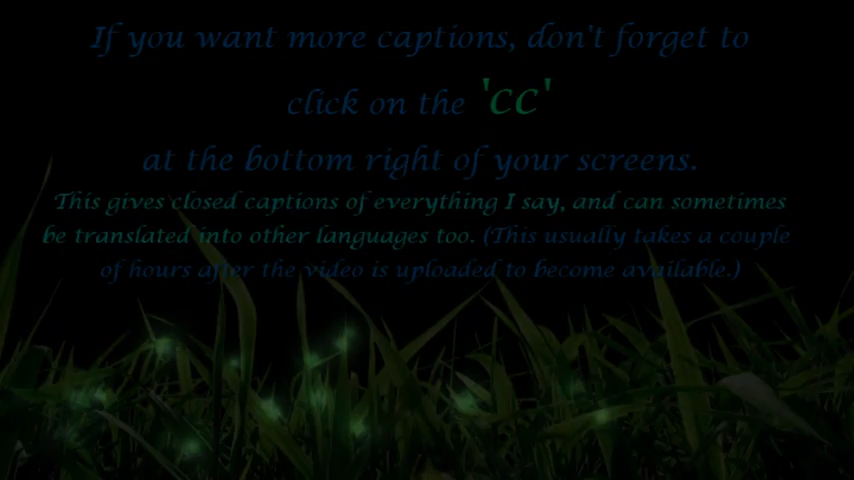 If you want more captions, don't forget to
click on the 'cc'
at the bottom right of your screens.
This gives closed captions of everything I say, and can sometimes
be translated into other languages too. (This usually takes a couple
of hours after the video is uploaded to become available.)